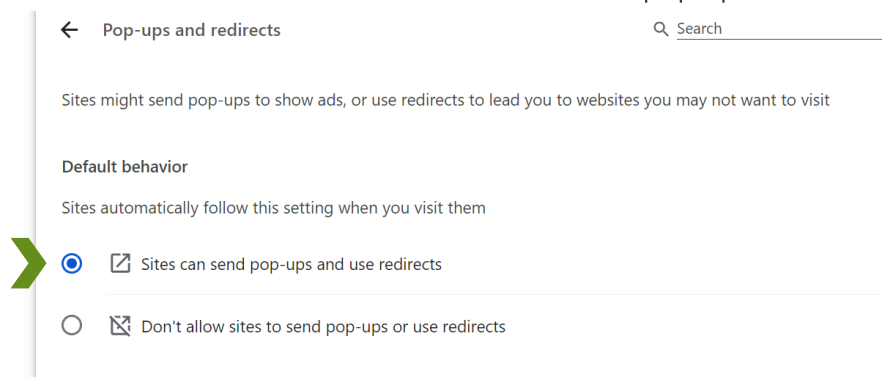 Pop-ups and redirects
Search
Sites might send pop-ups to show ads, or use redirects to lead you to websites you may not want to visit
Default behavior
Sites automatically follow this setting when you visit them
Sites can send pop-ups and use redirects
Don't allow sites to send pop-ups or use redirects